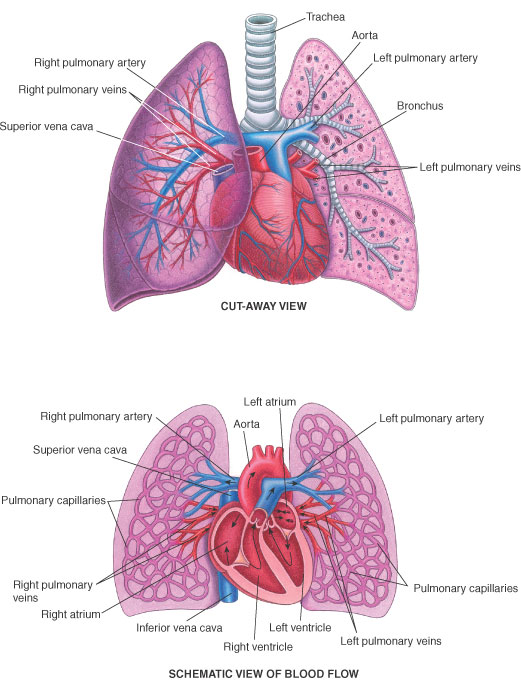 Trachea
Aorta
Right pulmonary artery
Left pulmonary artery
Right pulmonary veins
Bronchus
Superior vena cava
Left pulmonary veins
CUT-AWAY VIEW
Left atrium
Right pulmonary artery
Aorta
Left pulmonary artery
Superior vena cava
Pulmonary capillaries
Right pulmonary
veins
Pulmonary capillaries
Right atrium
Inferior vena cava
Left ventricle
Left pulmonary veins
Right ventricle
SCHEMATIC VIEW OF BLOOD FLOW